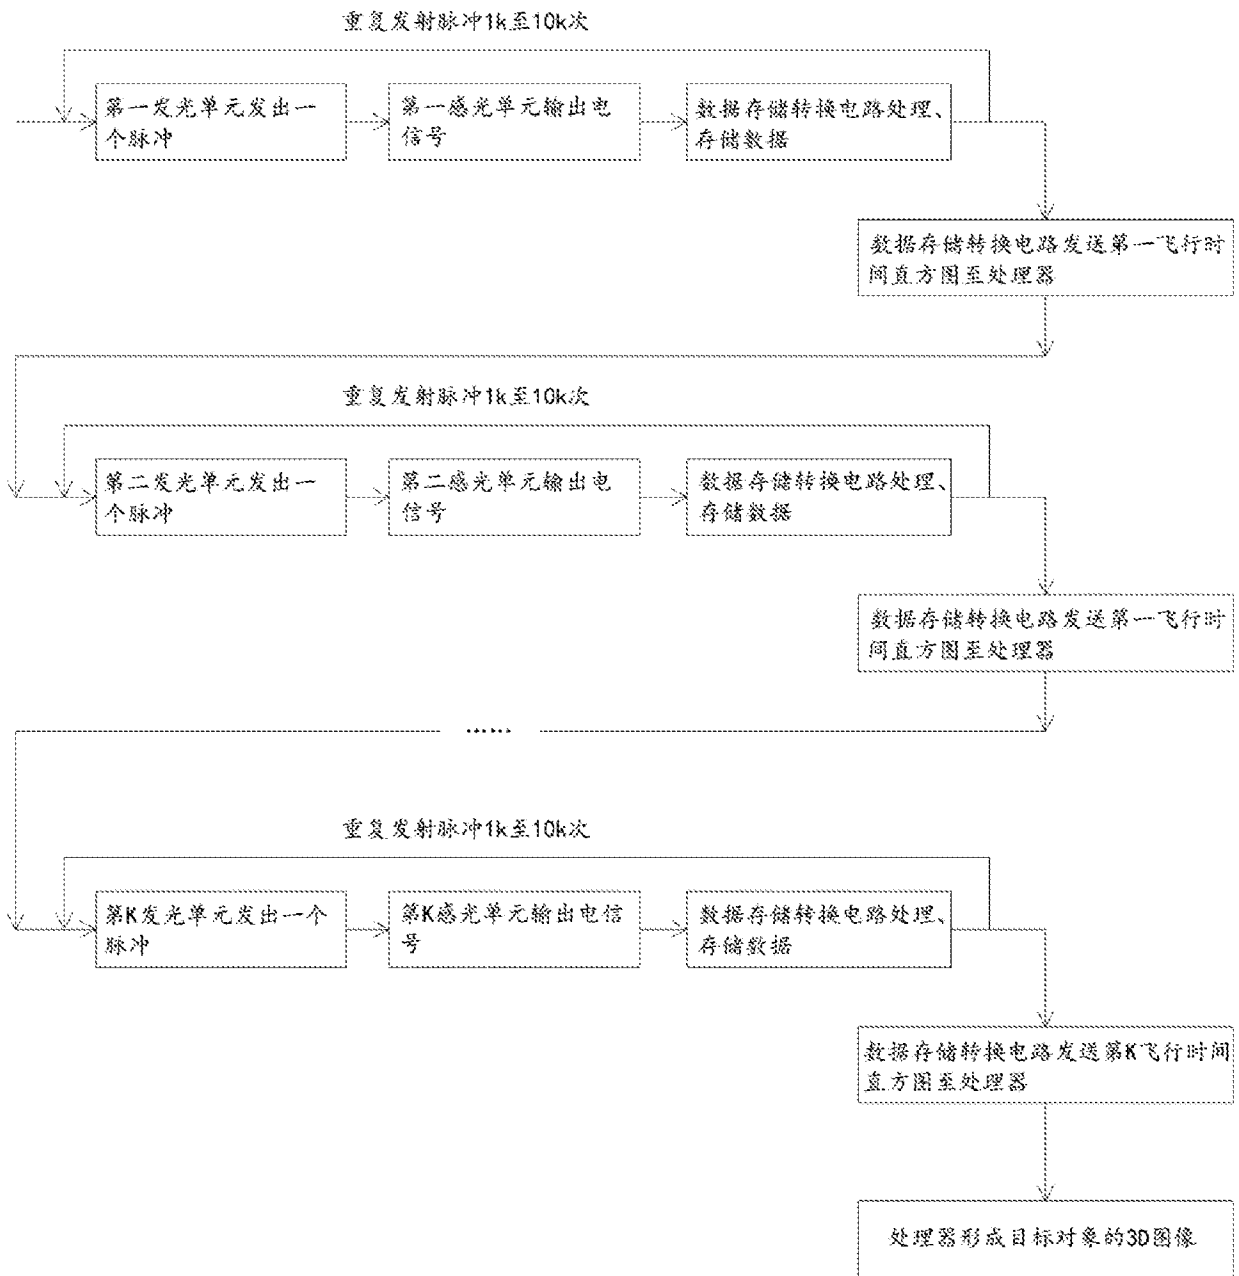 重复发射脉冲1k至10k次
第一发光单元发出一
个脉冲
第一感光单元输出电
信号
数据存储转换电路处理、
存储数据
数据存储转换电路发送第一飞行时
间直方图至处理器
重复发射脉冲1k至10k次
第二发光单元发出一
个脉冲
第二感光单元输出电
信号
数据存储转换电路处理、
存储数据
数据存储转换电路发送第一飞行时
间直方图至处理器
……
重复发射脉冲1k至10k次
第K发光单元发出一个
脉冲
第K感光单元输出电信
号
数据存储转换电路处理、
存储数据
数据存储转换电路发送第K飞行时间
直方图至处理器
处理器形成目标对象的3D图像